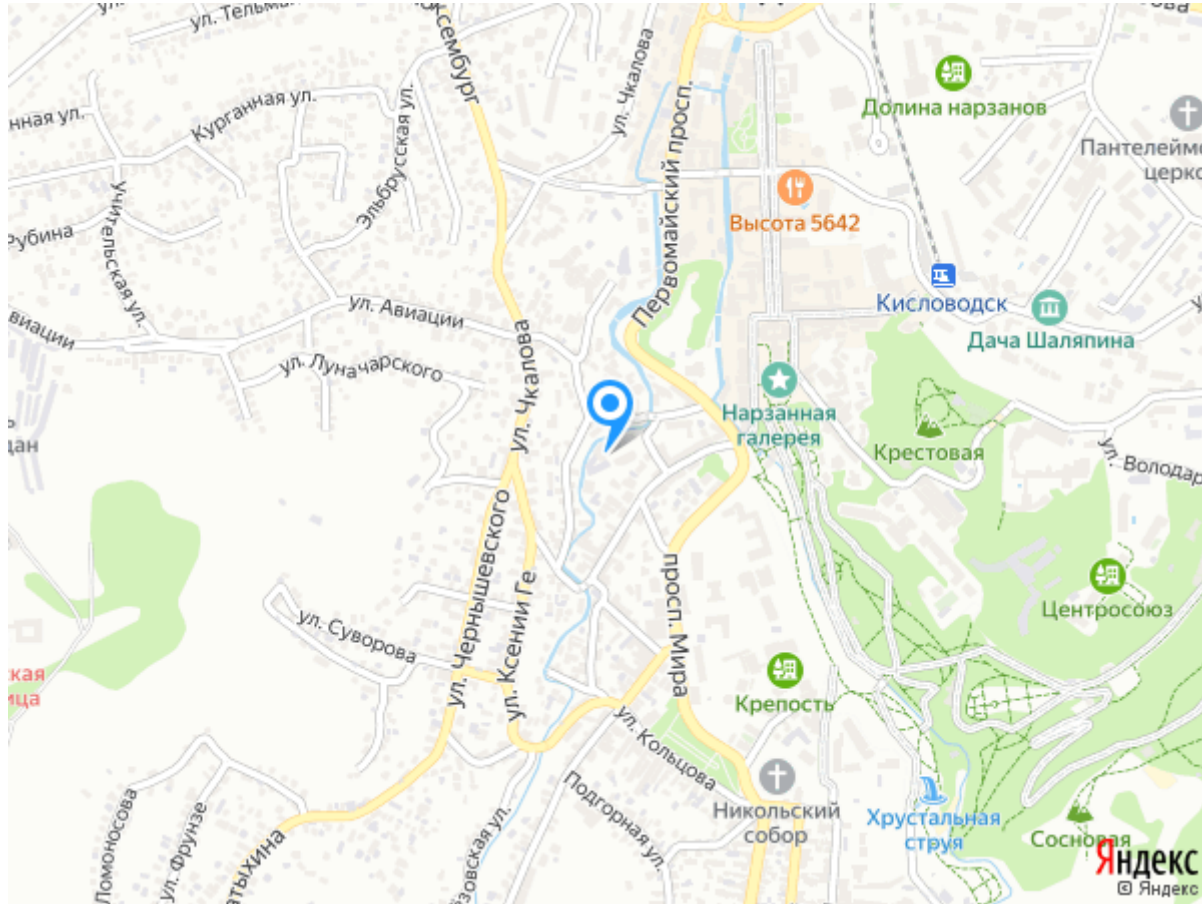 ул. Тельма
ксембург
ул. Чкалова
Первомайский просп.
Долина нарзанов
Пантелеймо
церко
нная ул.
Курганная ул.
Эльбрусская ул.
Учительская ул.
Рубина
Высота 5642
Кисловодск
Дача Шаляпина
виации
ул. Авиации
ул. Луначарского
ул. Чкалова
Нарзанная
галерея
Крестовая
ул. Володар
дан
ул. Чернышевского
ул. Ксении Ге
просп. Мира
Центросоюз
ул. Суворова
кая
ица
Крепость
ул. Кольцова
Подгорная ул.
Никольский
собор
Хрустальная
струя
Сосновая
Ломоносова
ул. Фрунзе
атыхина
ёзовская ул.
Яндекс
© Яндекс